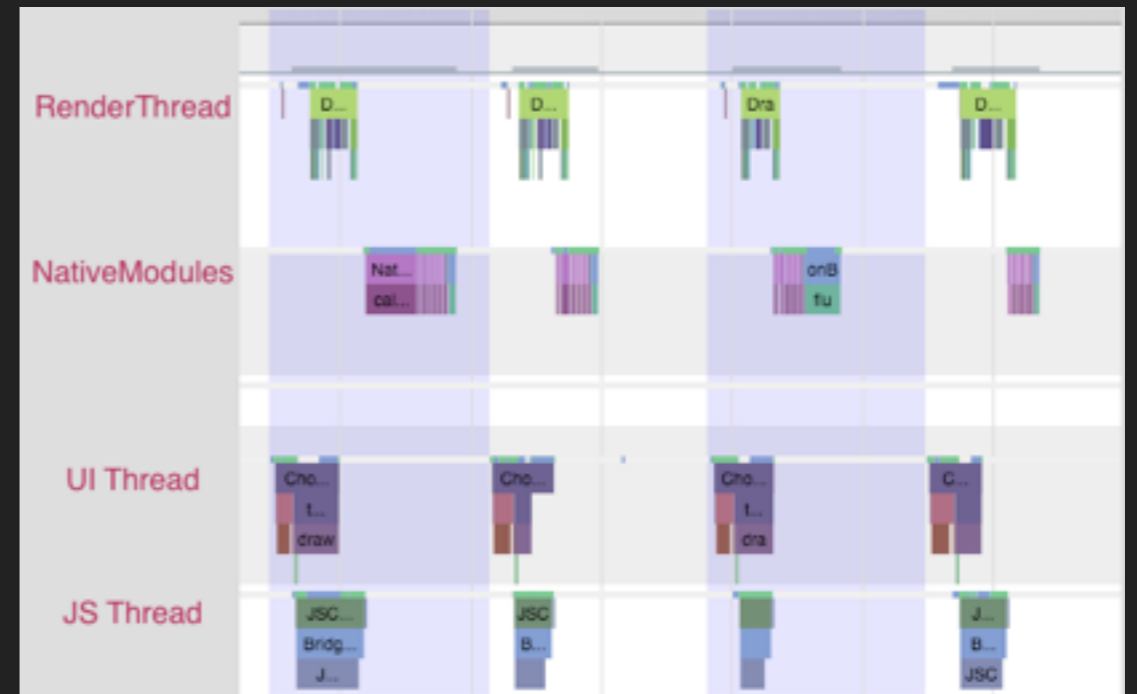 RenderThread
D... D... Dra D...
NativeModules
Nat... onB
cal... flu
UI Thread
Cho... Cho... Cho... C...
t... t...
draw dra
JS Thread
JSC... JSC J...
Bridg... B... B...
J... JSC